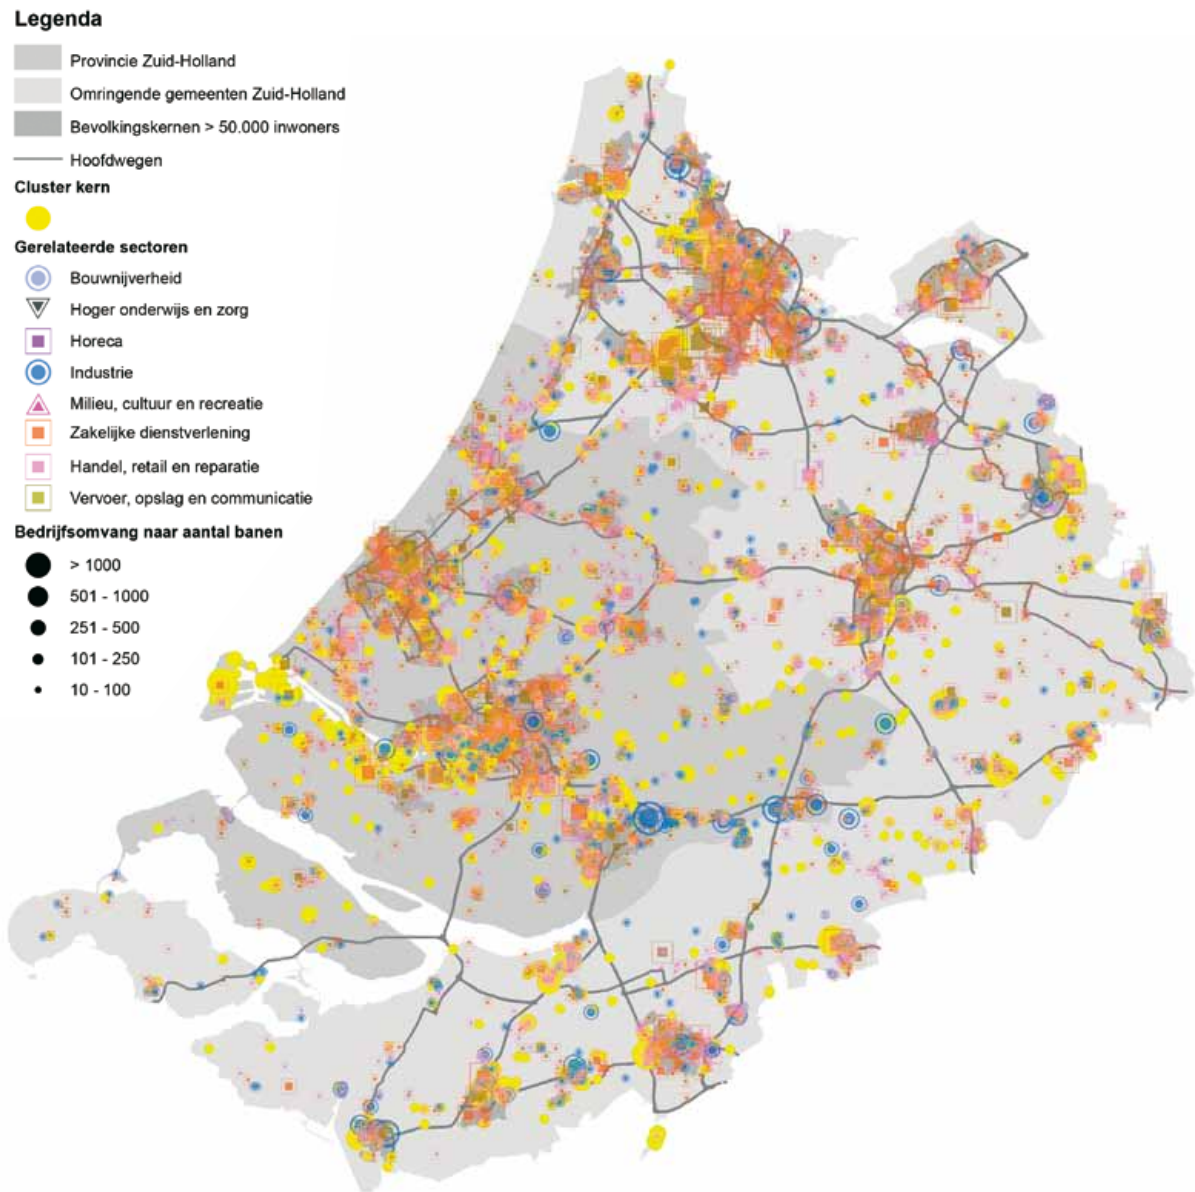 Legenda
Provincie Zuid-Holland
Omringende gemeenten Zuid-Holland
Bevolkingskernen > 50.000 inwoners
Hoofdwegen
Cluster kern
Gerelateerde sectoren
Bouwnijverheid
Hoger onderwijs en zorg
Horeca
Industrie
Milieu, cultuur en recreatie
Zakelijke dienstverlening
Handel, retail en reparatie
Vervoer, opslag en communicatie
Bedrijfsomvang naar aantal banen
> 1000
501 - 1000
251 - 500
101 - 250
10 - 100